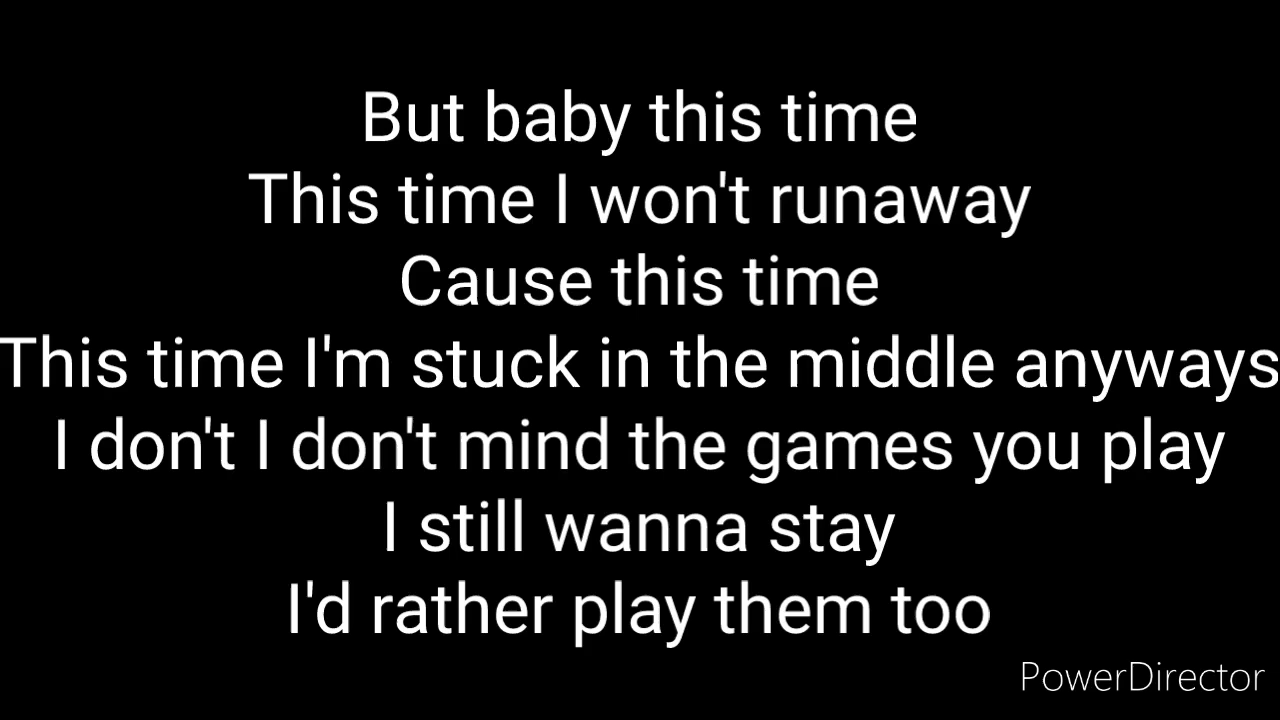 But baby this time
This time I won't runaway
Cause this time
This time I'm stuck in the middle anyways
I don't I don't mind the games you play
I still wanna stay
I'd rather play them too
PowerDirector